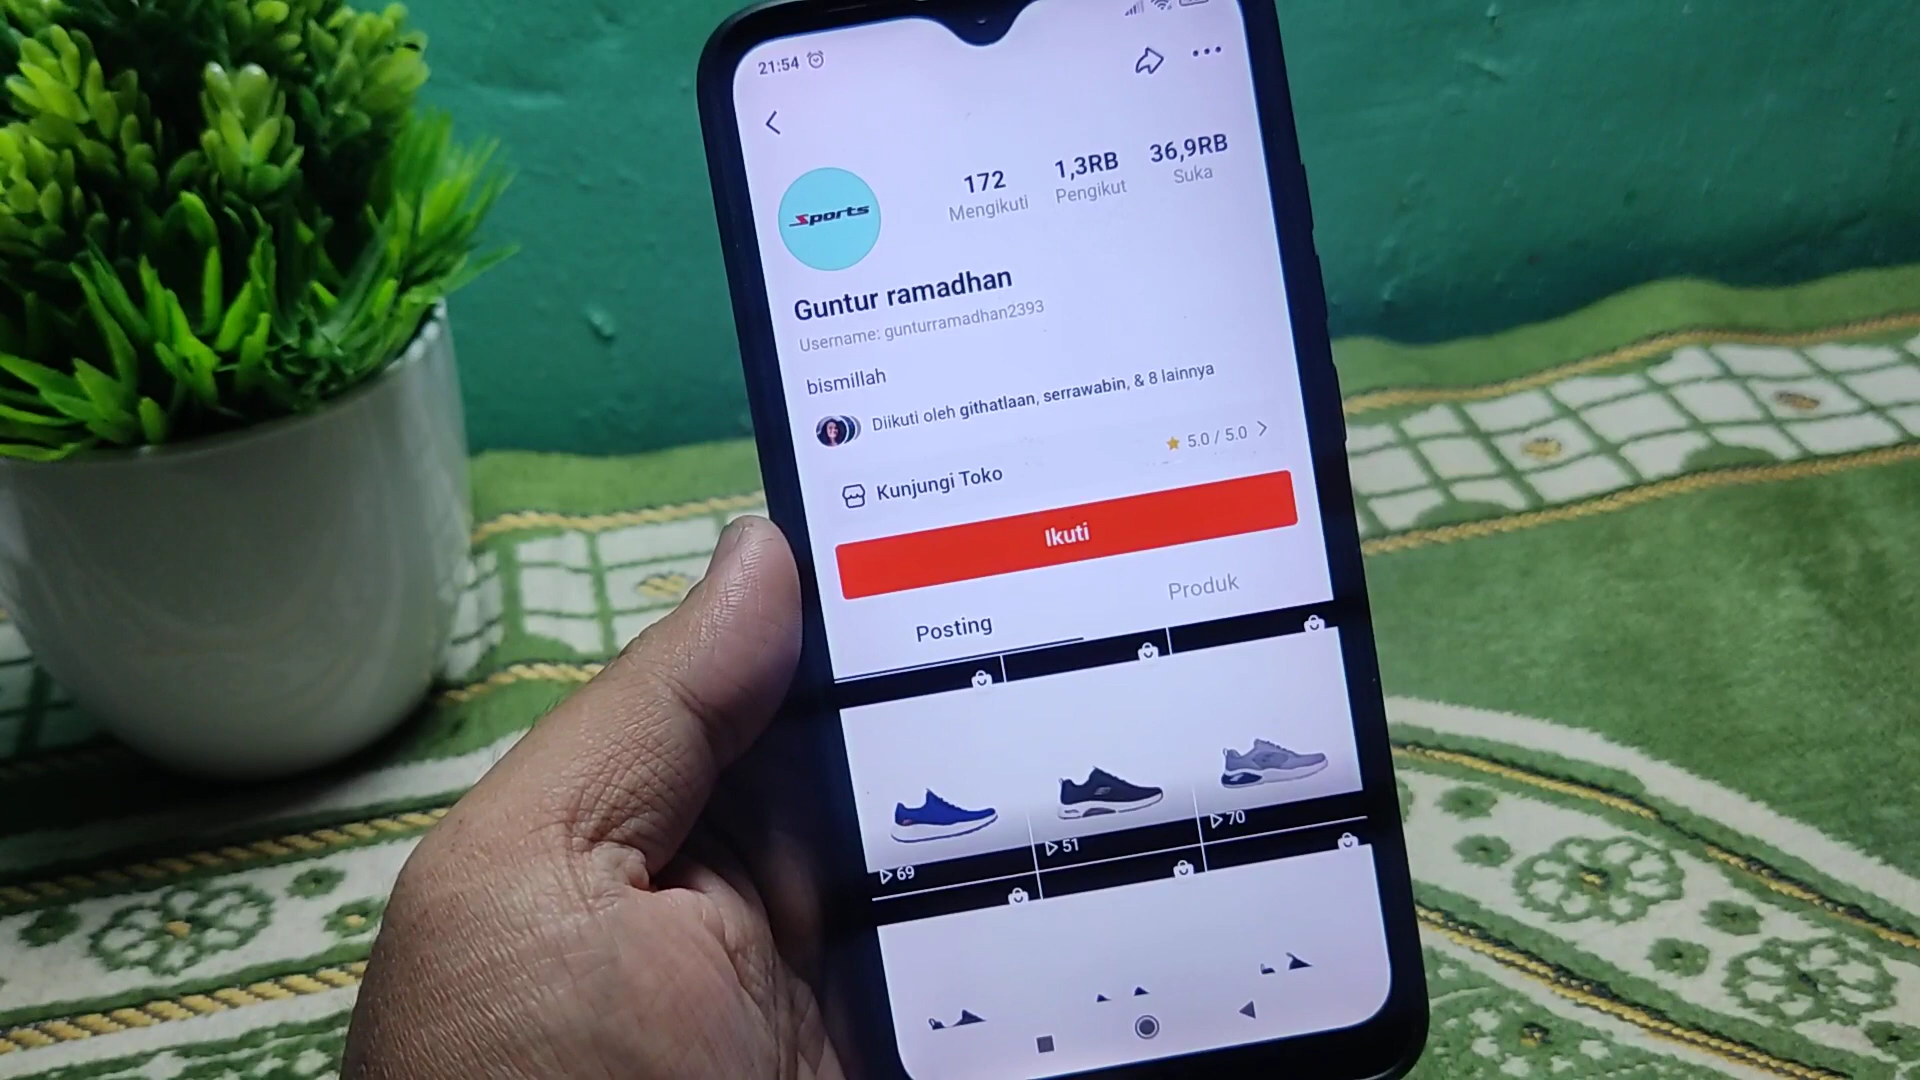 21:54
172
Mengikuti
1,3RB
Pengikut
36,9RB
Suka
Sports
Guntur ramadhan
Username: gunturramadhan2393
bismillah
Diikuti oleh githatlaan, serrawabin, & 8 lainnya
Kunjungi Toko
5.0 / 5.0
Ikuti
Posting
Produk
69
51
70